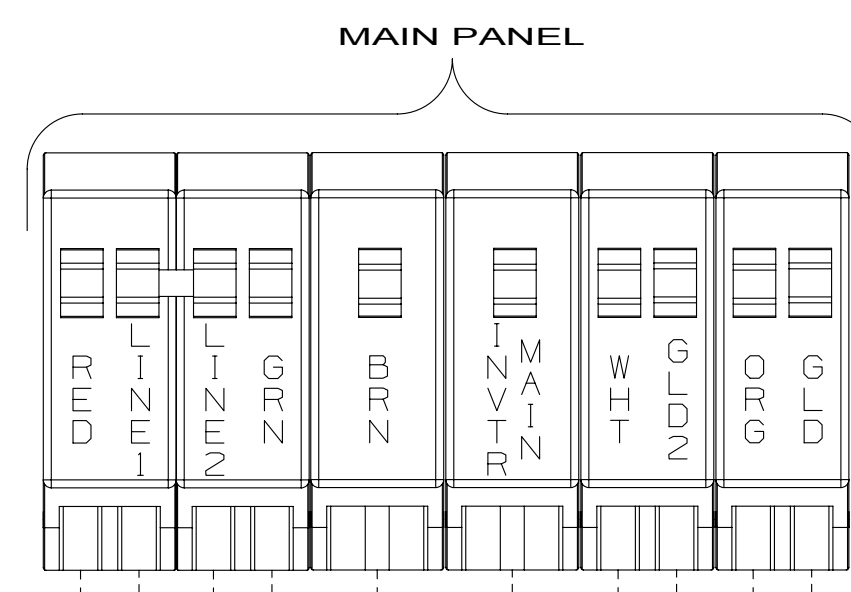 MAIN PANEL
RED
LINE1
LINE2
GRN
BRN
INVTR
MAIN
WHT
GLD2
ORG
GLD